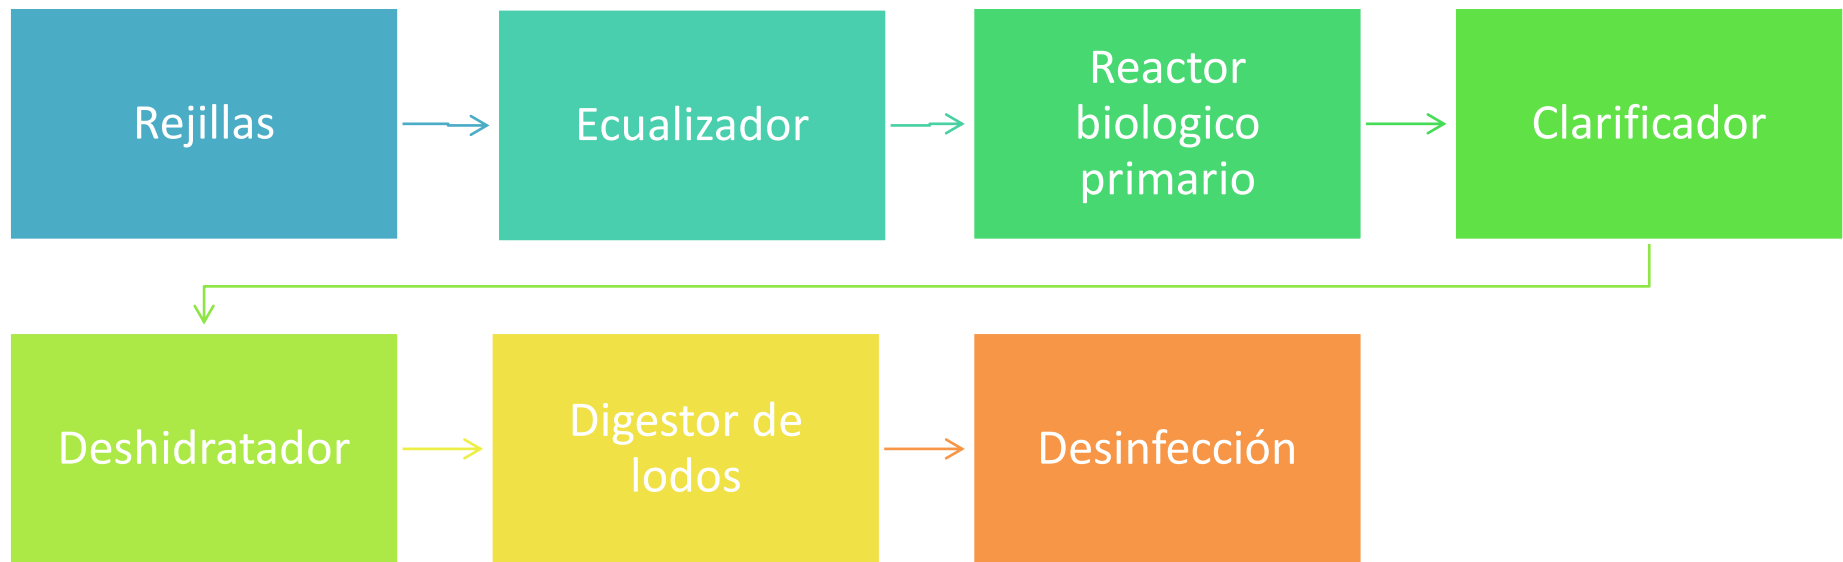 Rejillas
Ecualizador
Reactor
biologico
primario
Clarificador
Deshidratador
Digestor de
lodos
Desinfección